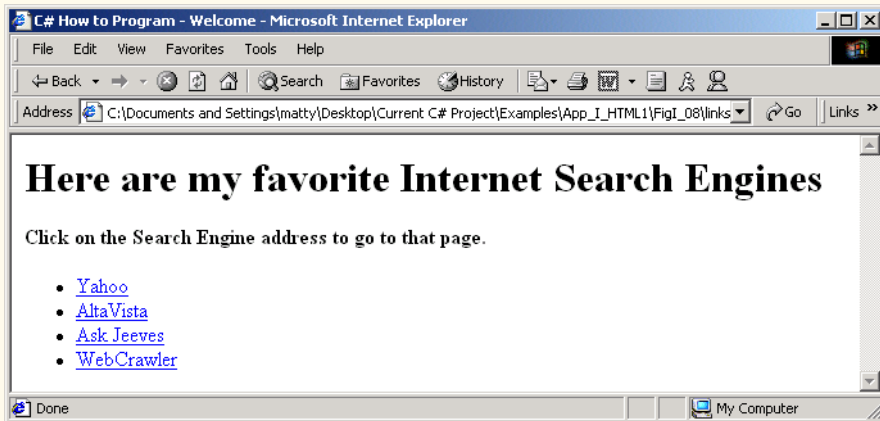 C# How to Program - Welcome - Microsoft Internet Explorer
File Edit View Favorites Tools Help
Back Search Favorites History
Address C:\Documents and Settings\matty\Desktop\Current C# Project\Examples\App_I_HTML1\FigI_08\links Go Links »
Here are my favorite Internet Search Engines
Click on the Search Engine address to go to that page.
• Yahoo
• AltaVista
• Ask Jeeves
• WebCrawler
Done My Computer